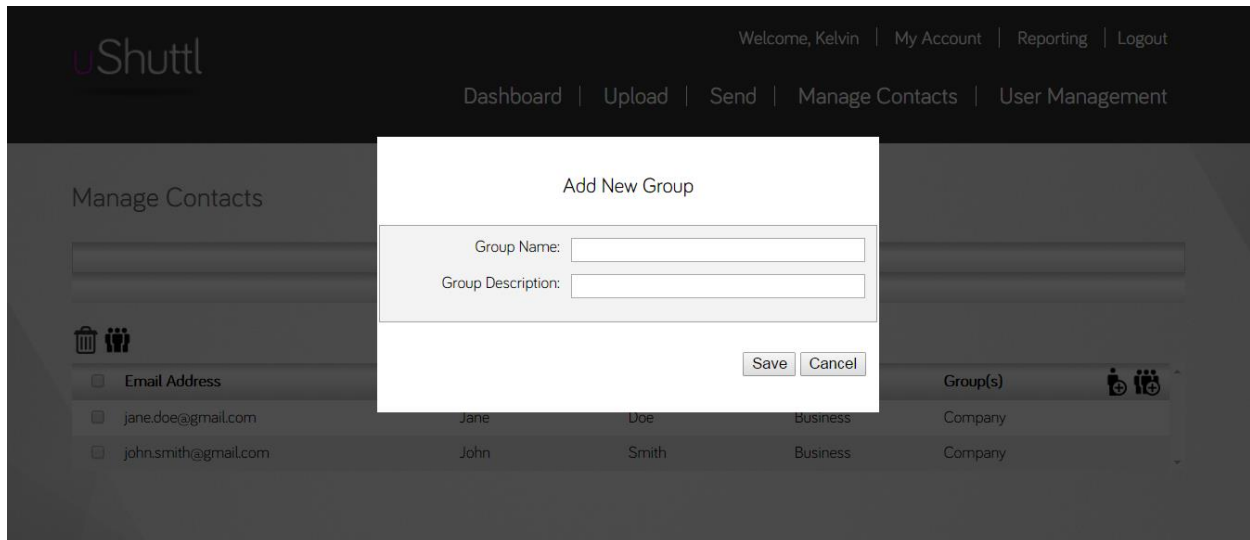 uShuttl
Welcome, Kelvin | My Account | Reporting | Logout
Dashboard | Upload | Send | Manage Contacts | User Management
Manage Contacts
Add New Group
Group Name:
Group Description:
Save Cancel
Email Address Group(s)
jane.doe@gmail.com Jane Doe Business Company
john.smith@gmail.com John Smith Business Company